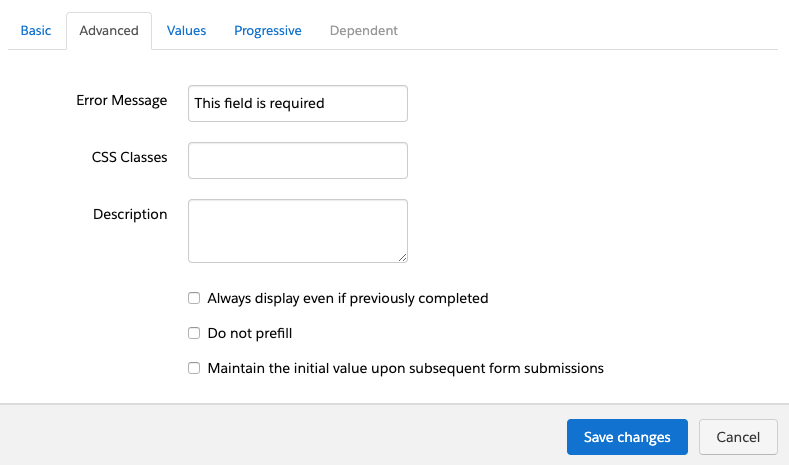 Basic Advanced Values Progressive Dependent
Error Message This field is required
CSS Classes
Description
Always display even if previously completed
Do not prefill
Maintain the initial value upon subsequent form submissions
Save changes Cancel